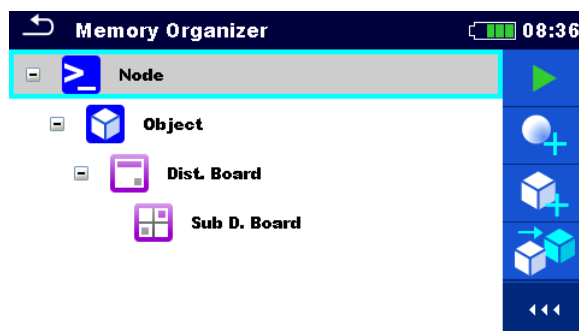 Memory Organizer 08:36
Node
Object
Dist. Board
Sub D. Board